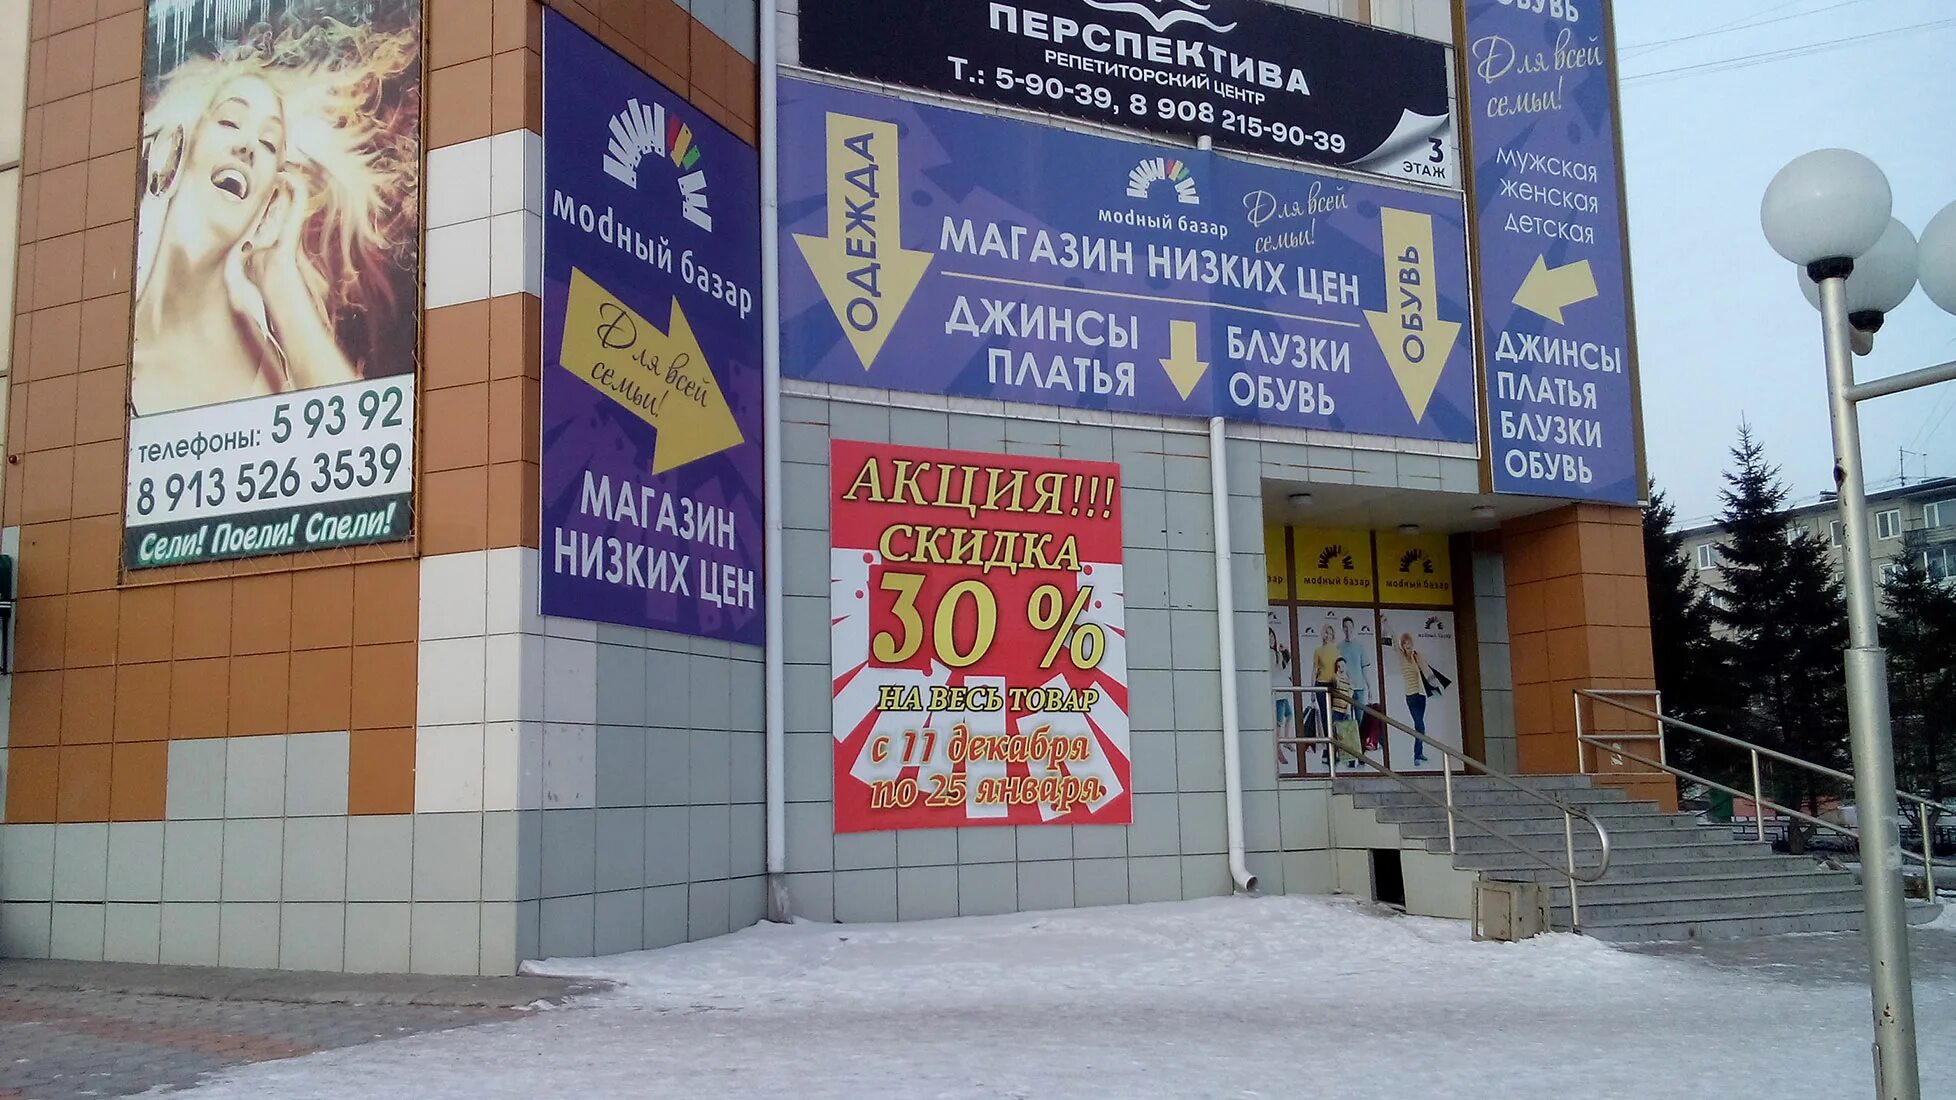 телефоны: 5 93 92
8 913 526 3539
Сели! Поели! Спели!
модный базар
Для всей
семьи!
МАГАЗИН
НИЗКИХ ЦЕН
ПЕРСПЕКТИВА
РЕПЕТИТОРСКИЙ ЦЕНТР
Т.: 5-90-39, 8 908 215-90-39
3
ЭТАЖ
ОДЕЖДА
модный базар
Для всей
семьи!
МАГАЗИН НИЗКИХ ЦЕН
ДЖИНСЫ
ПЛАТЬЯ
БЛУЗКИ
ОБУВЬ
ОБУВЬ
ОБУВЬ
Для всей
семьи!
мужская
женская
детская
ДЖИНСЫ
ПЛАТЬЯ
БЛУЗКИ
ОБУВЬ
АКЦИЯ!!!
СКИДКА
30 %
НА ВЕСЬ ТОВАР
с 11 декабря
по 25 января
базар
модный базар
модный базар